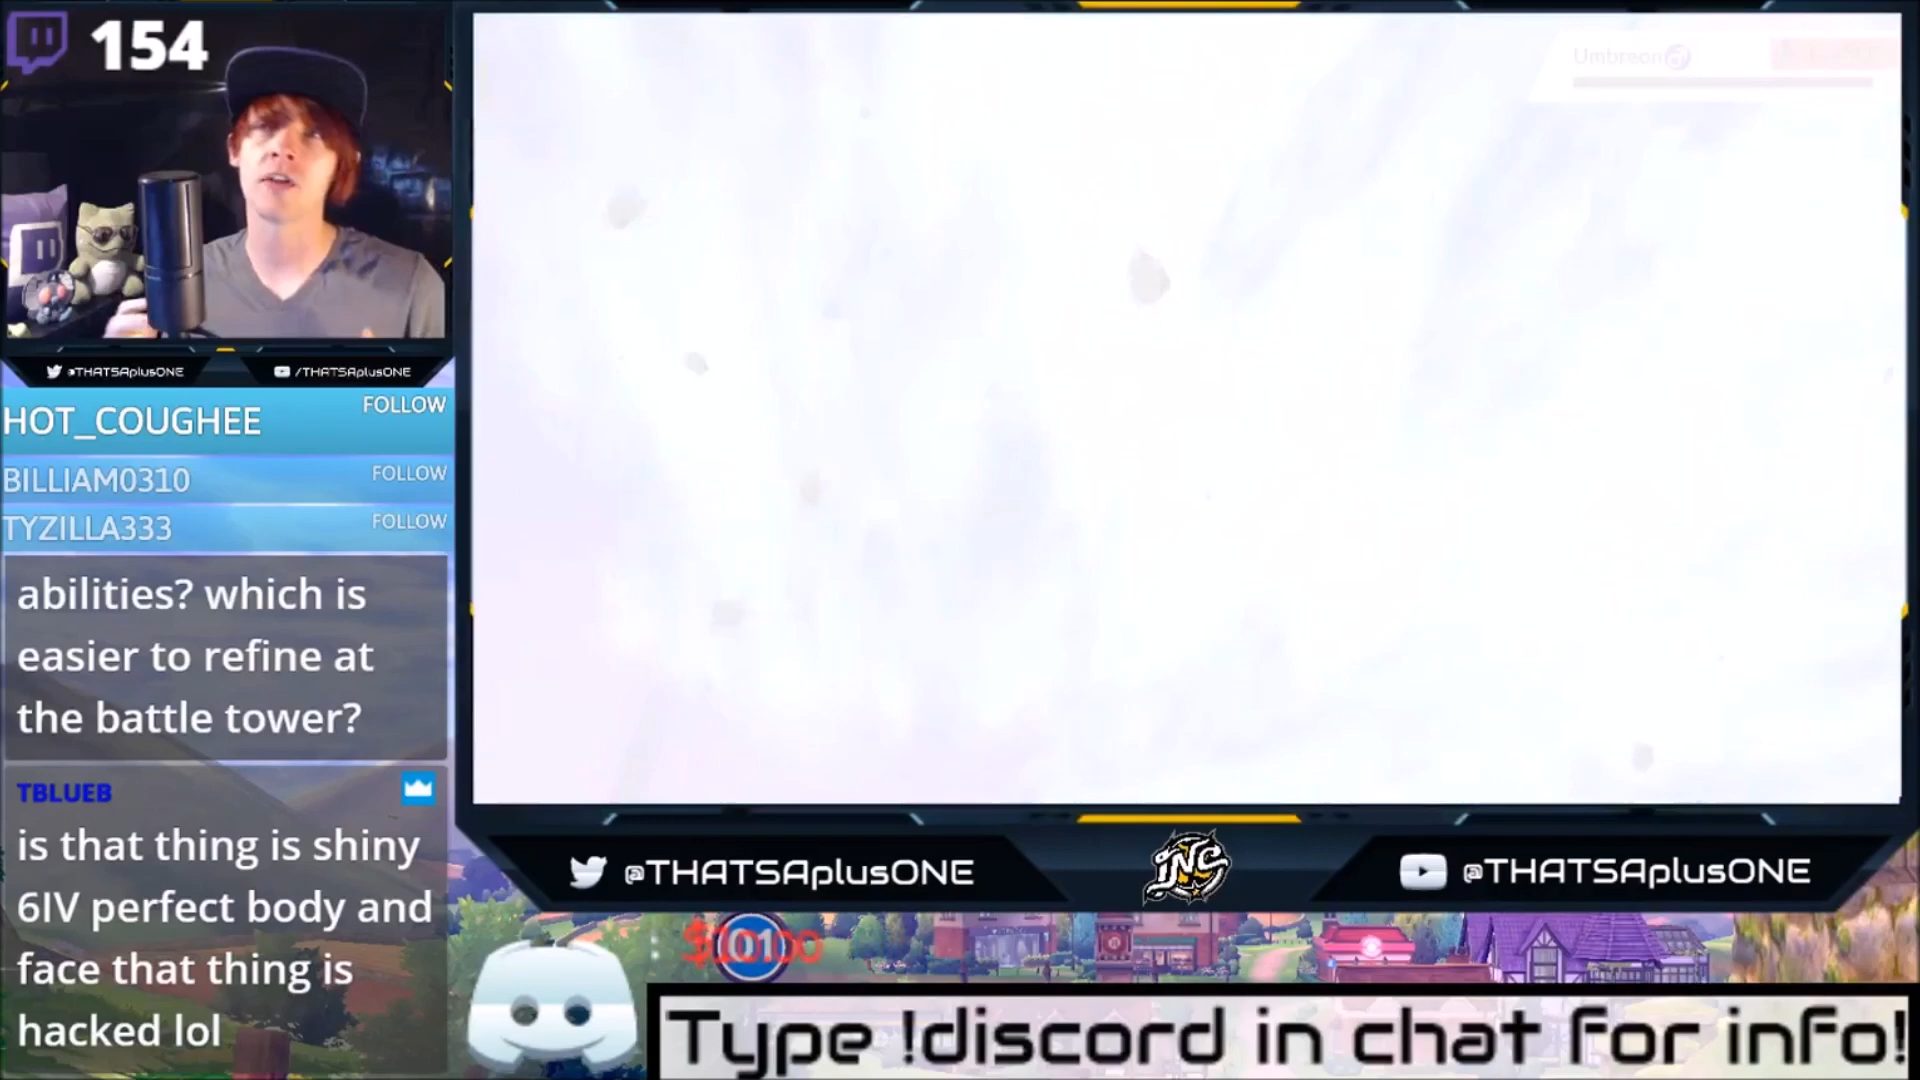 154
Umbreon
@THATSAplusONE
/THATSAplusONE
HOT_COUGHEE FOLLOW
BILLIAM0310 FOLLOW
TYZILLA333 FOLLOW
abilities? which is
easier to refine at
the battle tower?
TBLUEB
is that thing is shiny
6IV perfect body and
face that thing is
hacked lol
@THATSAplusONE
INC
@THATSAplusONE
Type !discord in chat for info!